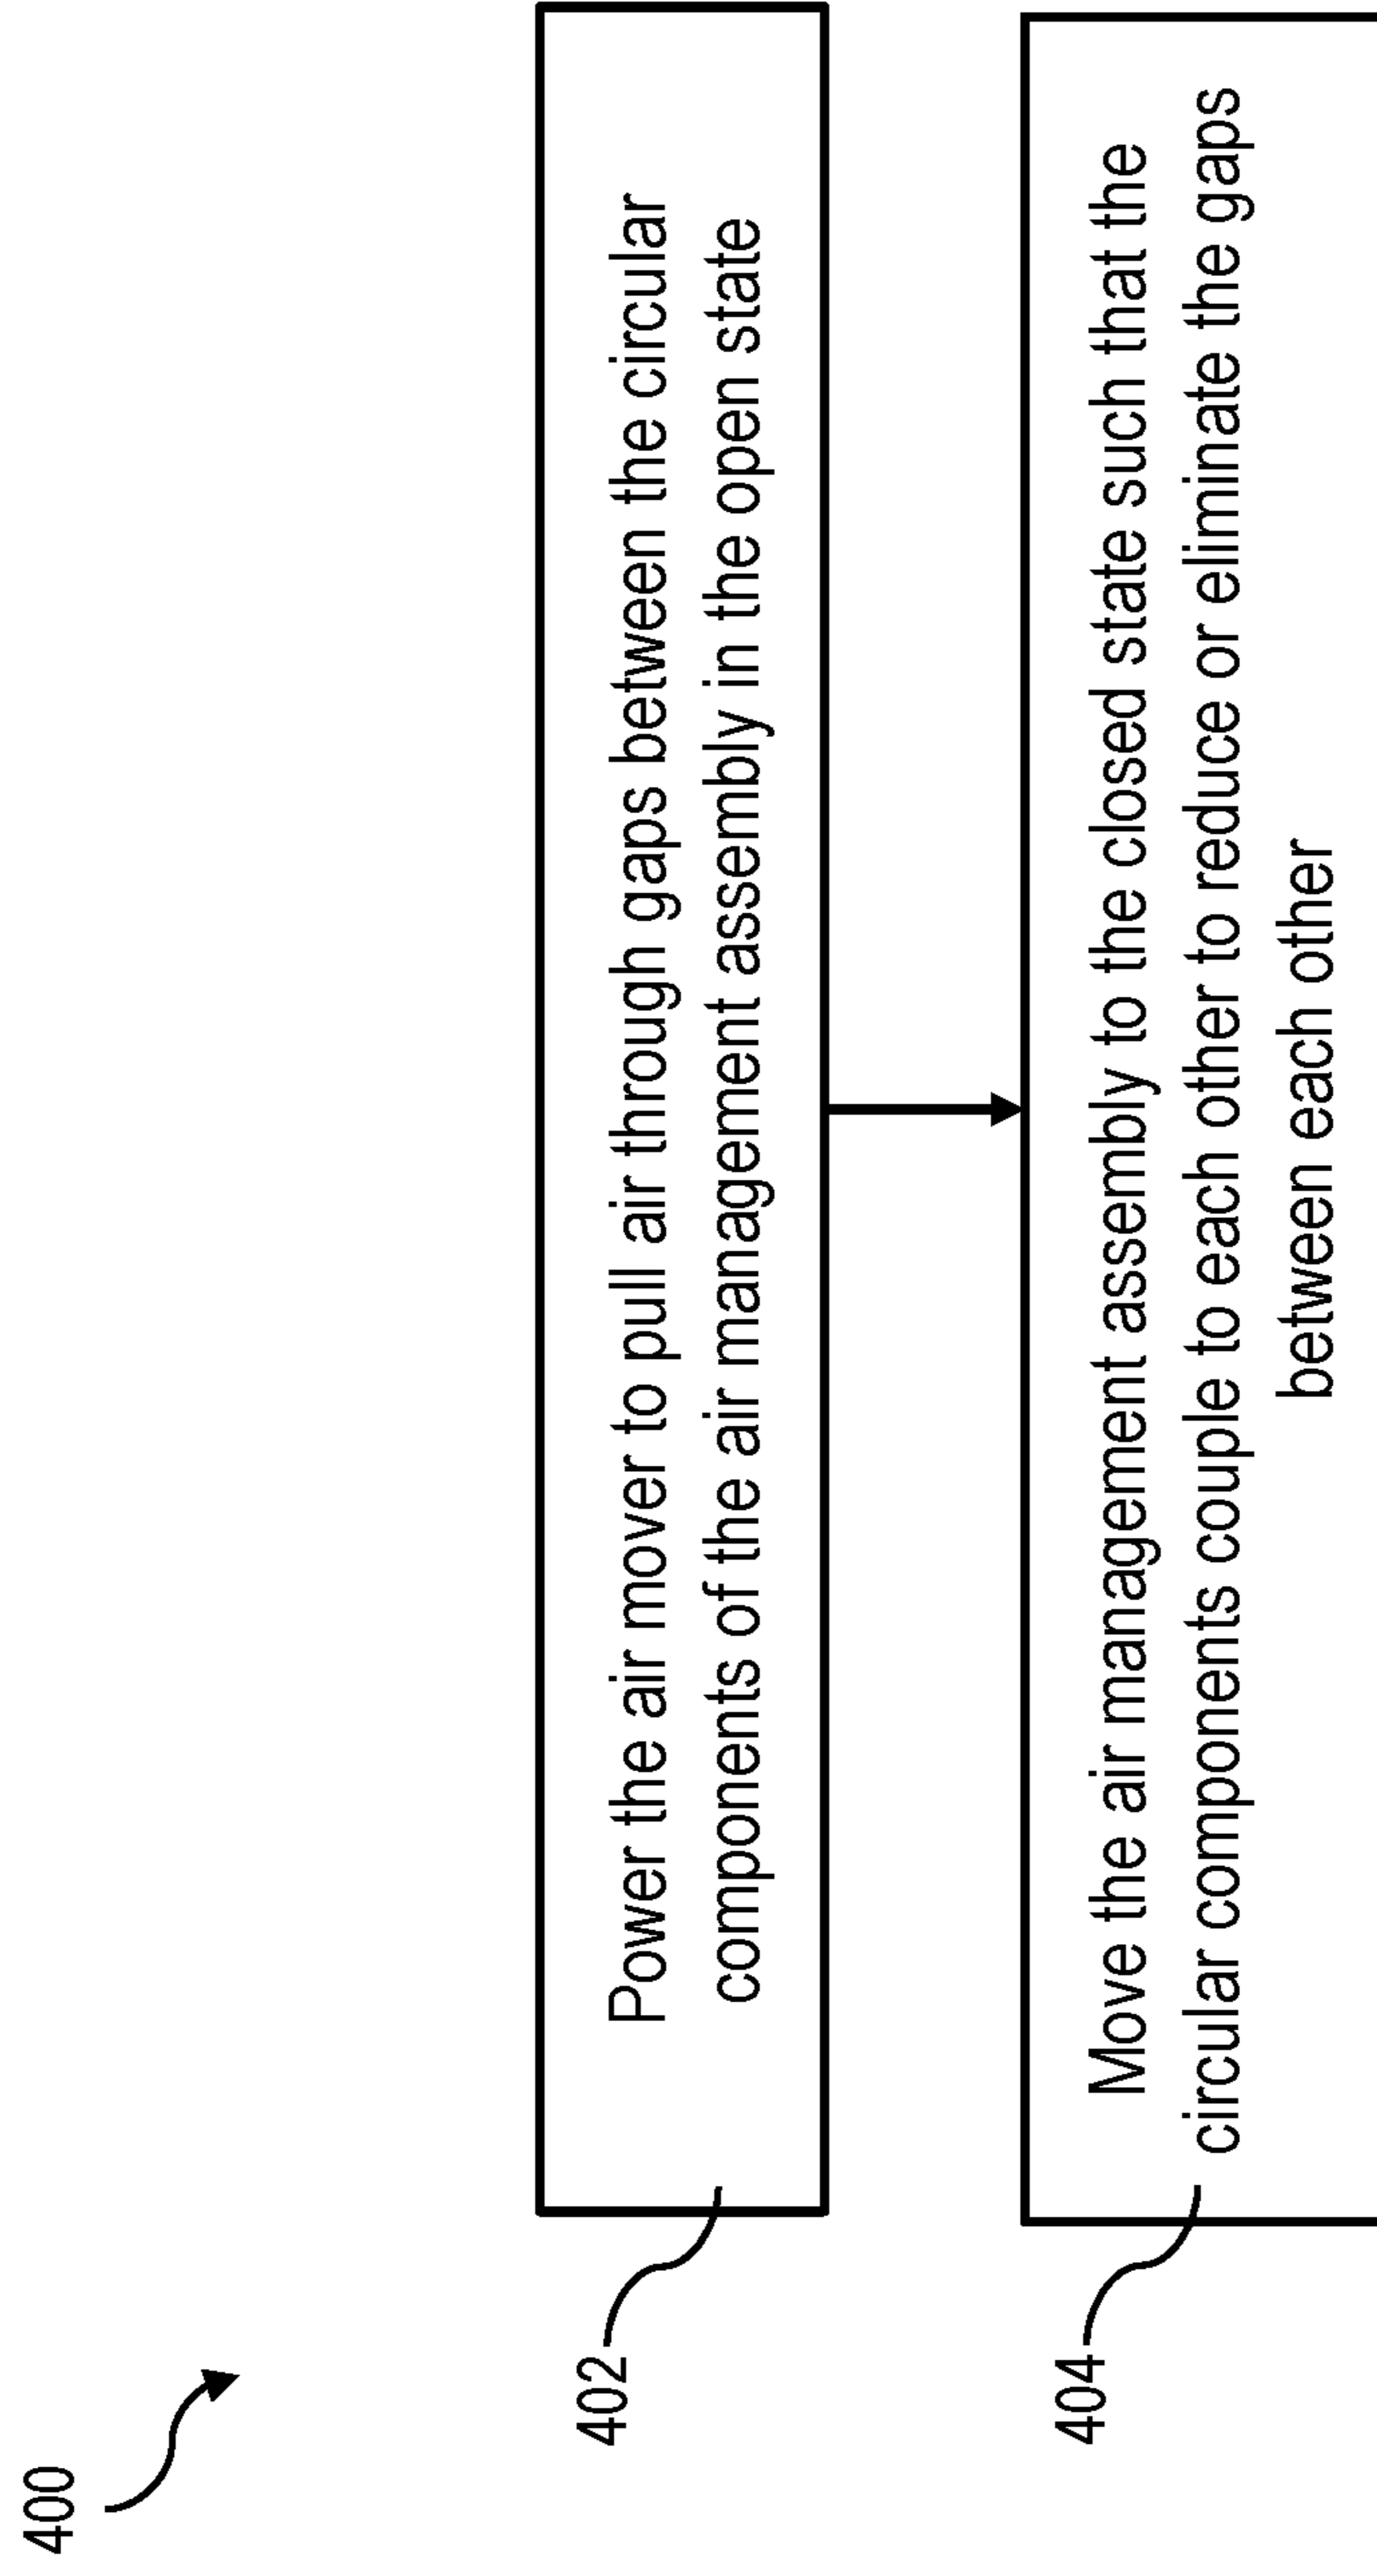 400
402
Power the air mover to pull air through gaps between the circular
components of the air management assembly in the open state
404
Move the air management assembly to the closed state such that the
circular components couple to each other to reduce or eliminate the gaps
between each other